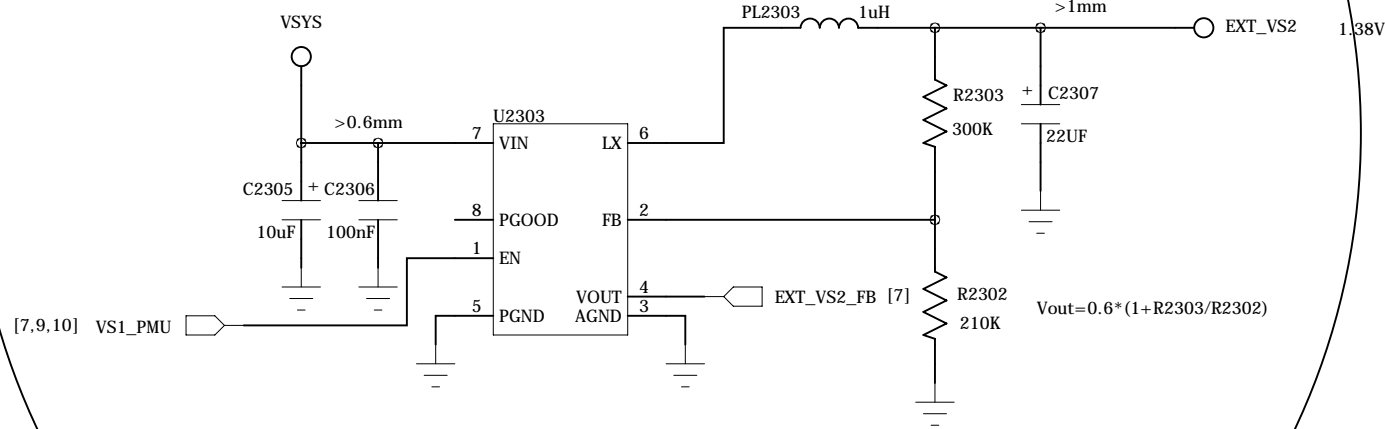 PL2303 1uH >1mm
VSYS
EXT_VS2 1.38V
R2303
300K
+ C2307
22UF
U2303
>0.6mm
7 VIN LX 6
C2305 + C2306
10uF 100nF
8 PGOOD FB 2
1 EN
VOUT 4
EXT_VS2_FB [7]
5 PGND AGND 3
R2302
210K
Vout=0.6*(1+R2303/R2302)
[7,9,10] VS1_PMU